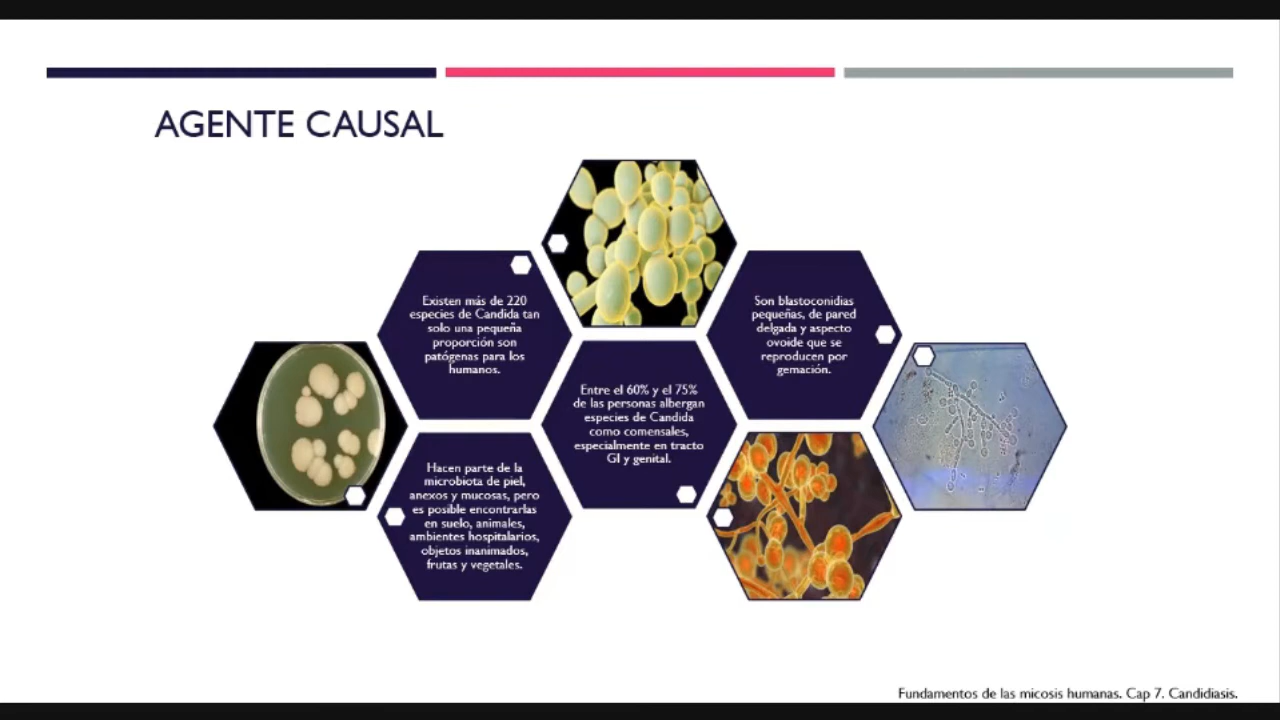 AGENTE CAUSAL
Existen más de 220
especies de Candida tan
solo una pequeña
proporción son
patógenas para los
humanos.
Son blastoconidias
pequeñas, de pared
delgada y aspecto
ovoide que se
reproducen por
gemación.
Entre el 60% y el 75%
de las personas albergan
especies de Candida
como comensales,
especialmente en tracto
GI y genital.
Hacen parte de la
microbiota de piel,
anexos y mucosas, pero
es posible encontrarlas
en suelo, animales,
ambientes hospitalarios,
objetos inanimados,
frutas y vegetales.
Fundamentos de las micosis humanas. Cap 7. Candidiasis.